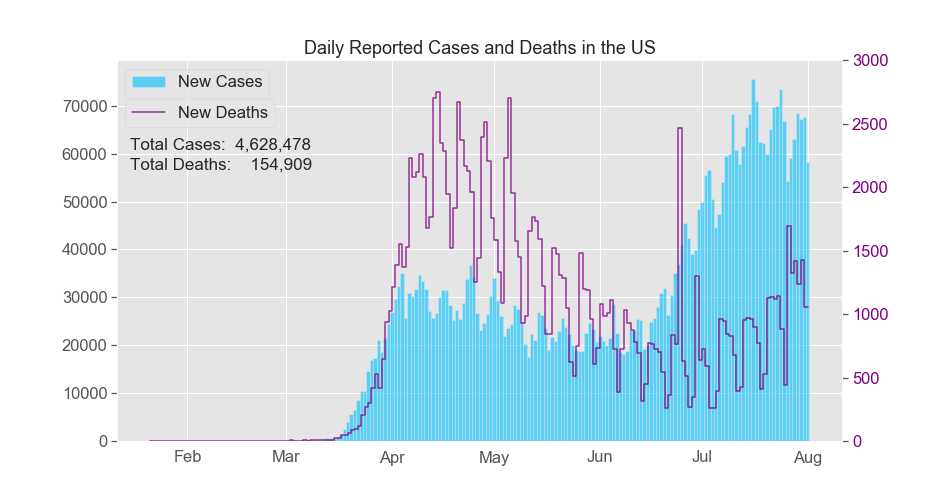 Daily Reported Cases and Deaths in the US
New Cases
New Deaths
Total Cases: 4,628,478
Total Deaths: 154,909
70000
60000
50000
40000
30000
20000
10000
0
3000
2500
2000
1500
1000
500
0
Feb Mar Apr May Jun Jul Aug